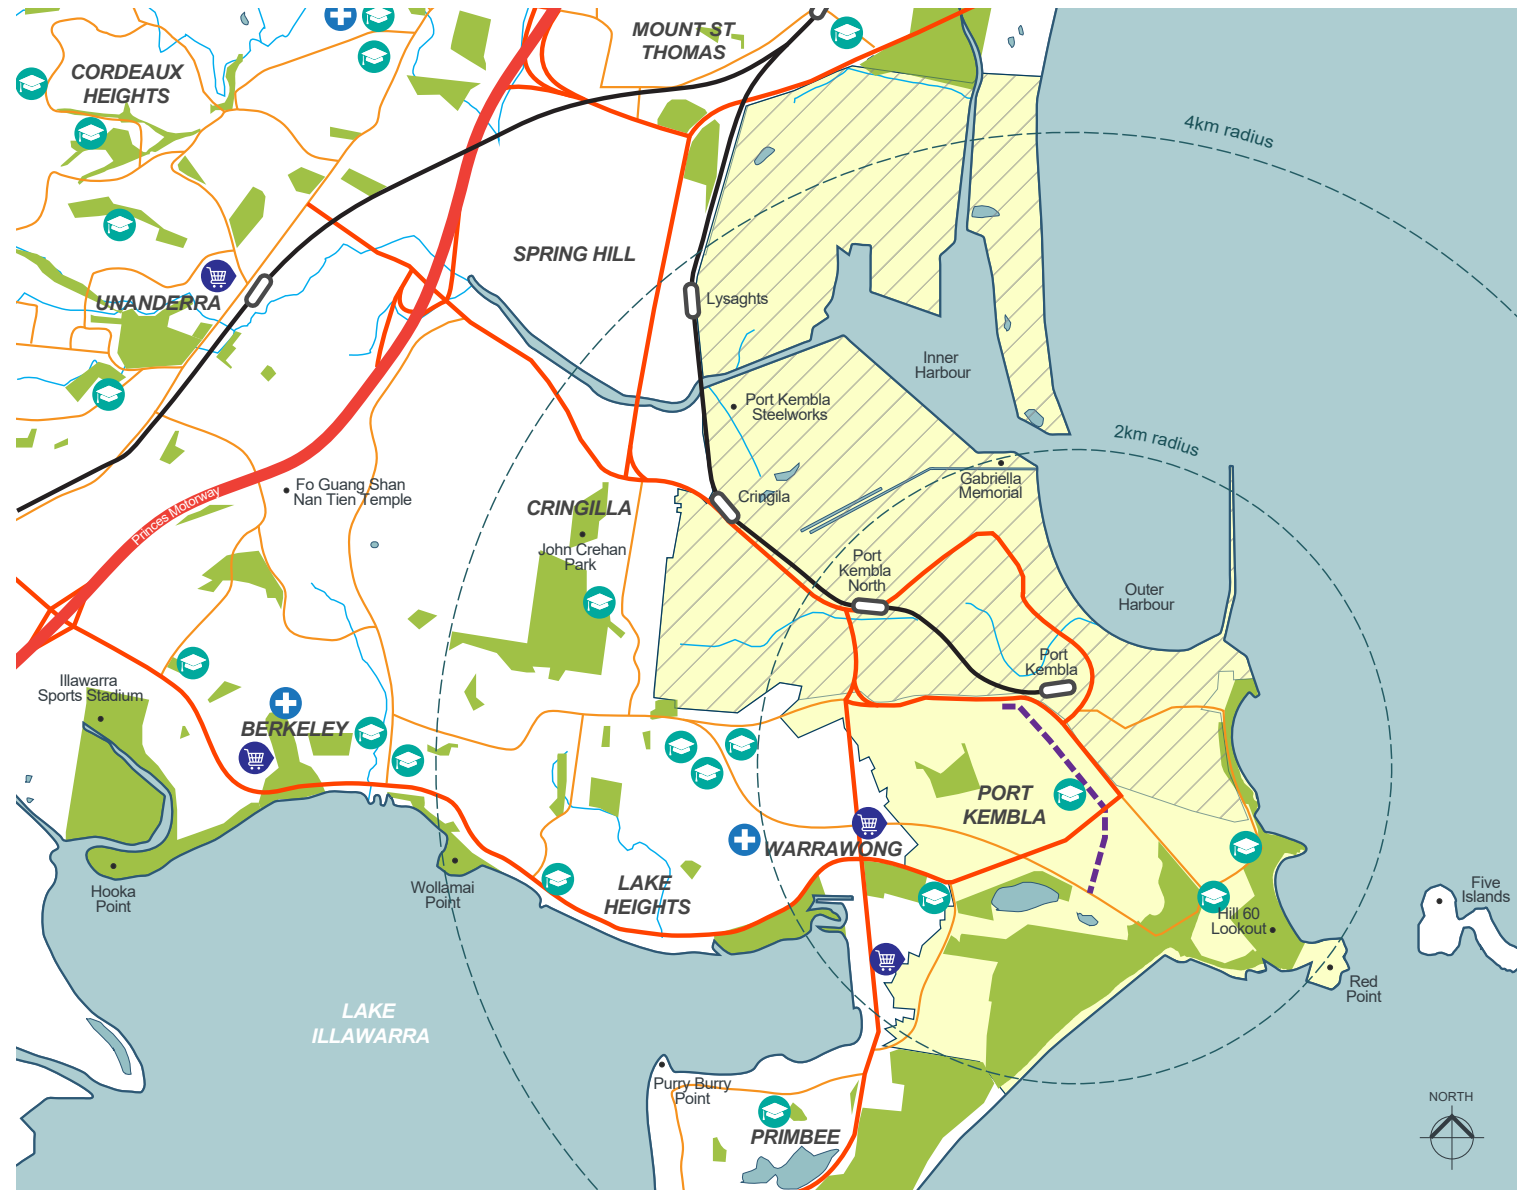 MOUNT ST
THOMAS
CORDEAUX
HEIGHTS
4km radius
SPRING HILL
UNANDERRA
Lysaghts
Inner
Harbour
Port Kembla
Steelworks
2km radius
Fo Guang Shan
Nan Tien Temple
Princes Motorway
CRINGILLA
Cringila
Gabriella
Memorial
John Crehan
Park
Port
Kembla
North
Outer
Harbour
Port
Kembla
Illawarra
Sports Stadium
BERKELEY
PORT
KEMBLA
WARRAWONG
Hooka
Point
Wollamai
Point
LAKE
HEIGHTS
Five
Islands
Hill 60
Lookout
Red
Point
LAKE
ILLAWARRA
Purry Burry
Point
PRIMBEE
NORTH